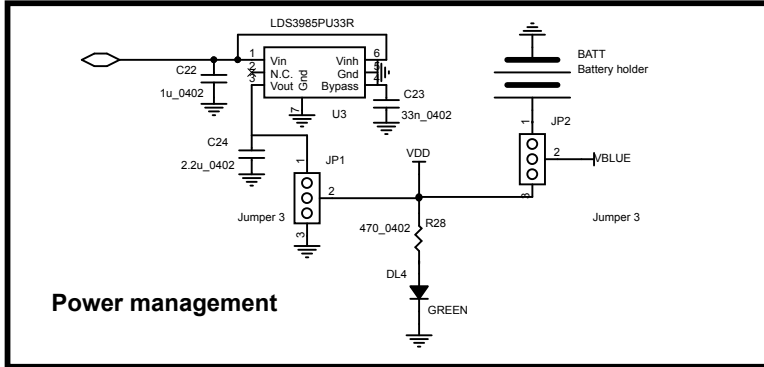 LDS3985PU33R
1
2
3
Vin
N.C.
Vout
Gnd
7
Vinh
Gnd
Bypass
6
5
4
U3
C22
1u_0402
C23
33n_0402
C24
2.2u_0402
JP1
1
2
3
Jumper 3
VDD
R28
470_0402
DL4
GREEN
BATT
Battery holder
JP2
1
2
3
VBLUE
Jumper 3
Power management